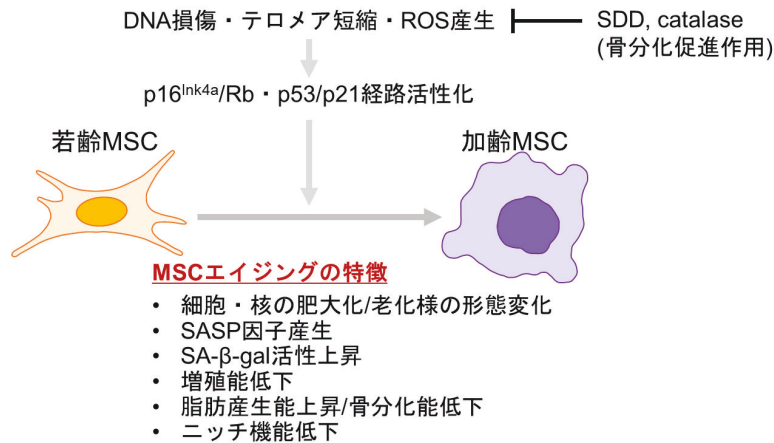 DNA損傷・テロメア短縮・ROS産生
SDD, catalase
(骨分化促進作用)
p16Ink4a/Rb・p53/p21経路活性化
若齢MSC
加齢MSC
MSCエイジングの特徴
• 細胞・核の肥大化/老化様の形態変化
• SASP因子産生
• SA-β-gal活性上昇
• 増殖能低下
• 脂肪産生能上昇/骨分化能低下
• ニッチ機能低下